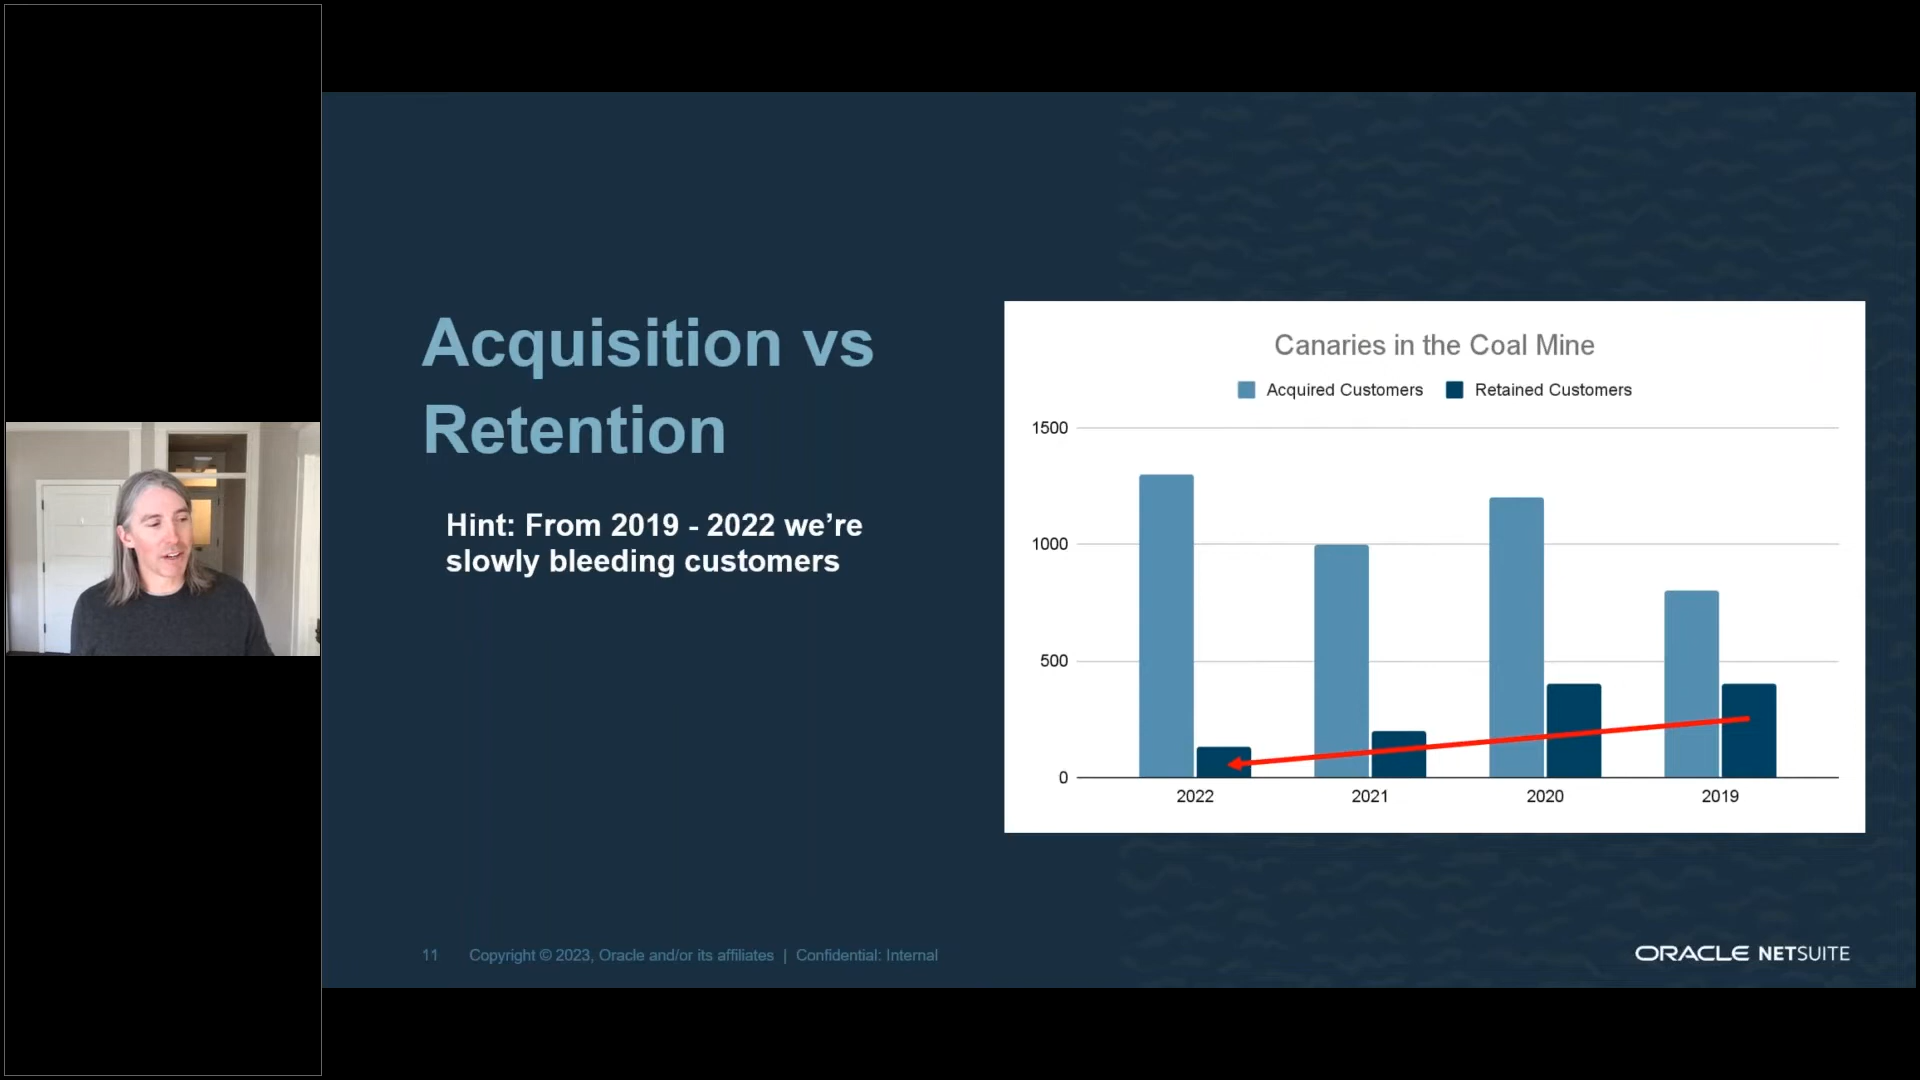 Acquisition vs
Retention
Hint: From 2019 - 2022 we’re
slowly bleeding customers
Canaries in the Coal Mine
Acquired Customers Retained Customers
1500
1000
500
0
2022 2021 2020 2019
11 Copyright © 2023, Oracle and/or its affiliates | Confidential: Internal
ORACLE NETSUITE